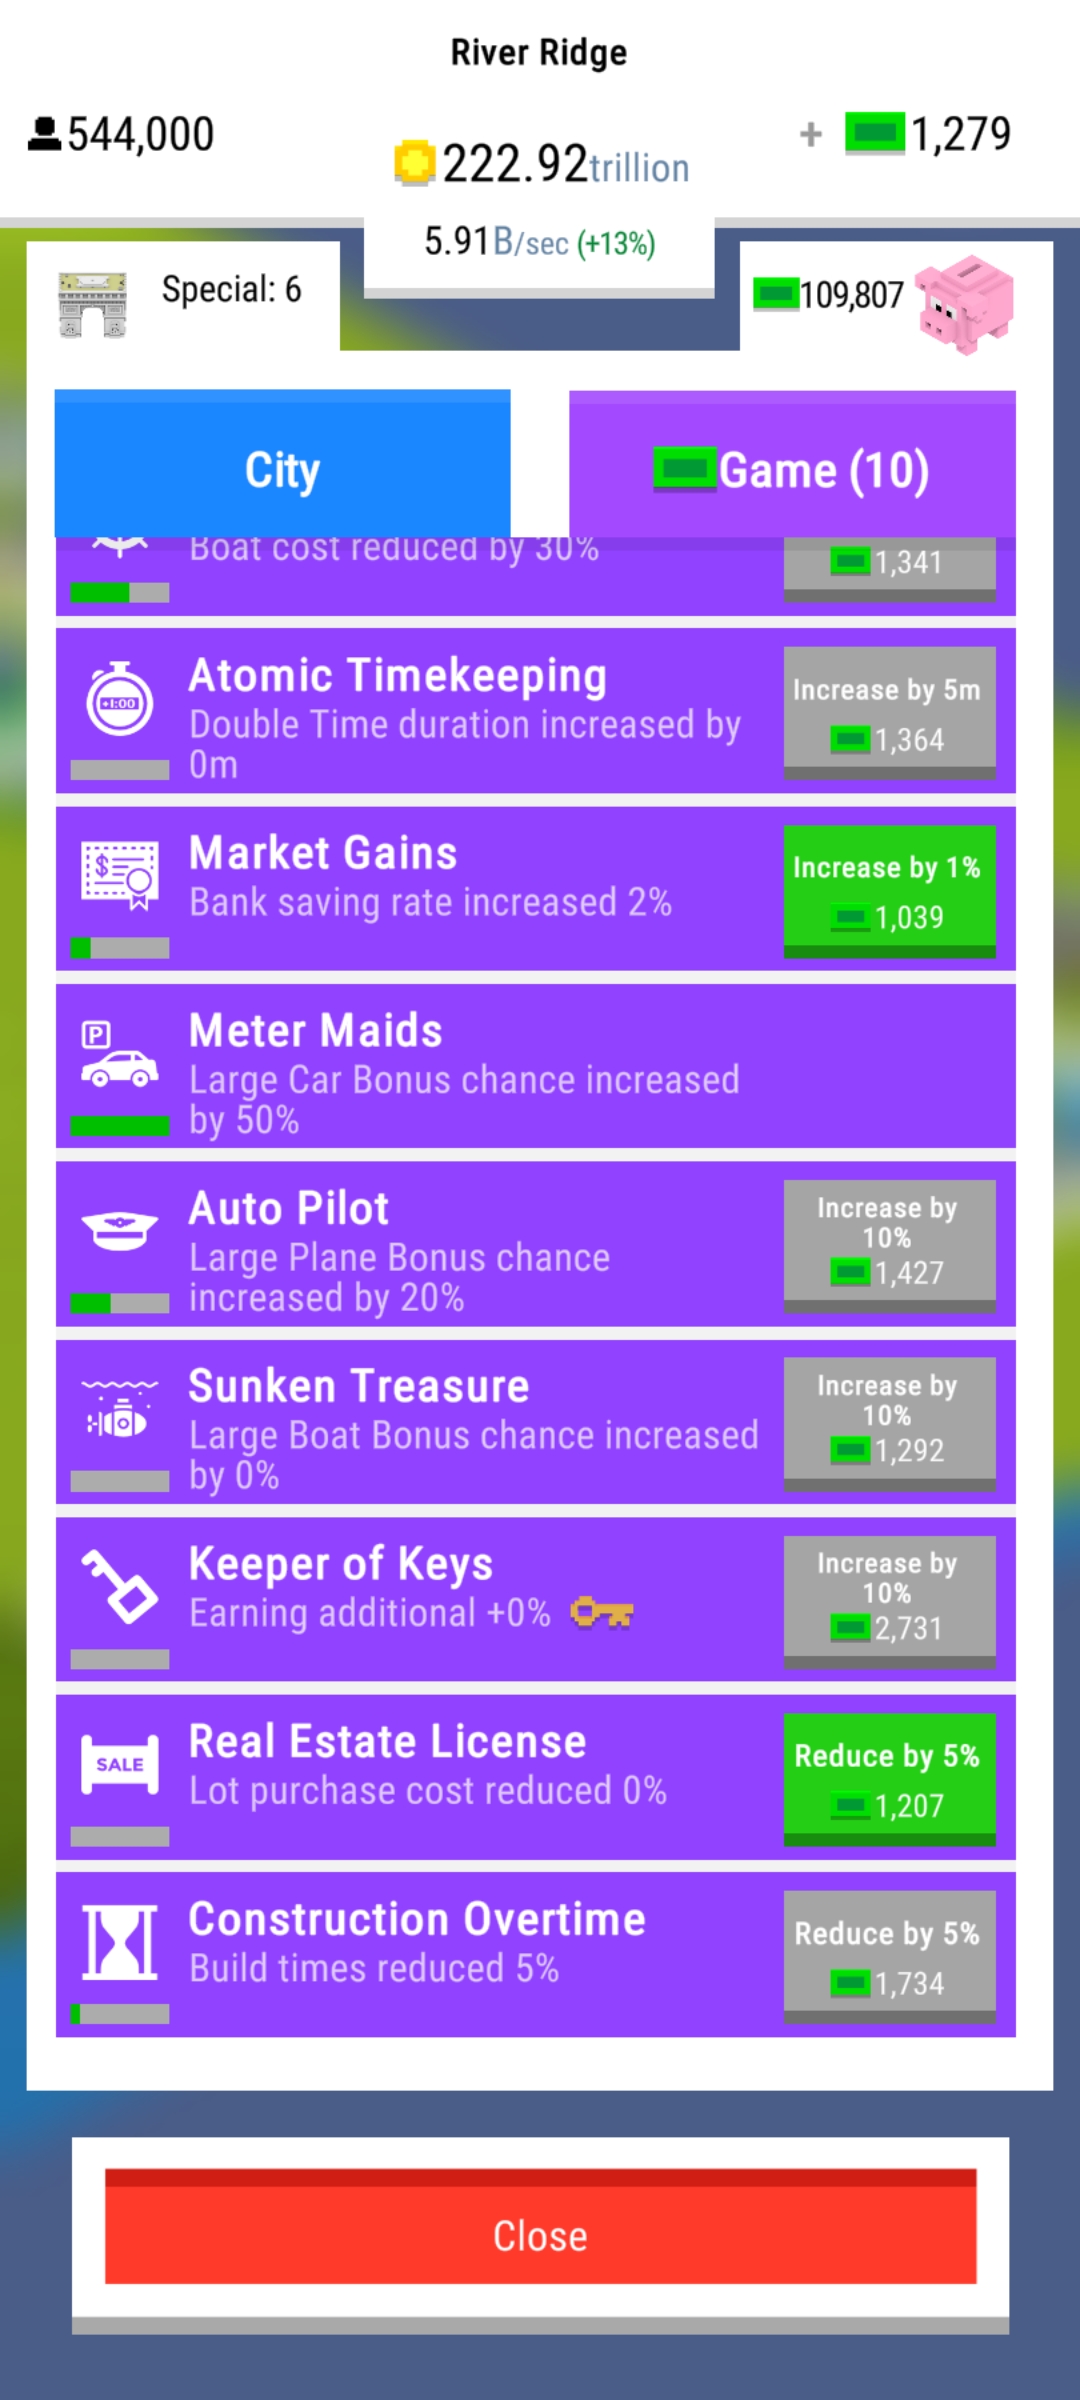 River Ridge
544,000
222.92trillion
+ 1,279
5.91B/sec (+13%)
Special: 6
109,807
City
Game (10)
Boat cost reduced by 30%
1,341
Atomic Timekeeping
Double Time duration increased by
0m
+1:00
Increase by 5m
1,364
Market Gains
Bank saving rate increased 2%
$
Increase by 1%
1,039
P
Meter Maids
Large Car Bonus chance increased
by 50%
Auto Pilot
Large Plane Bonus chance
increased by 20%
Increase by
10%
1,427
Sunken Treasure
Large Boat Bonus chance increased
by 0%
Increase by
10%
1,292
Keeper of Keys
Earning additional +0%
Increase by
10%
2,731
SALE
Real Estate License
Lot purchase cost reduced 0%
Reduce by 5%
1,207
Construction Overtime
Build times reduced 5%
Reduce by 5%
1,734
Close